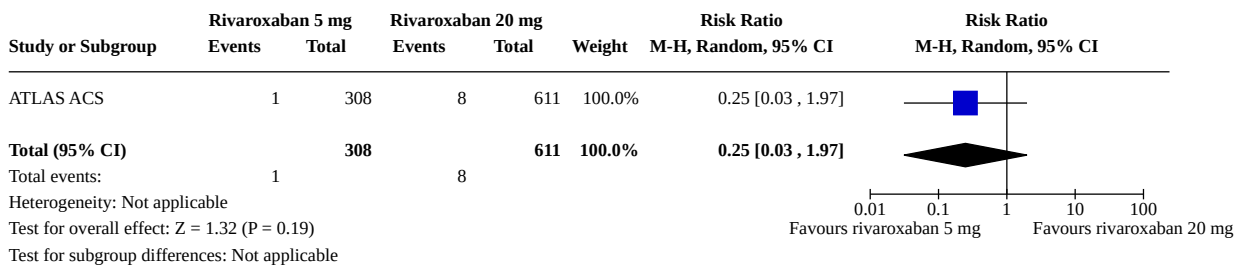 Rivaroxaban 5 mg Rivaroxaban 20 mg Risk Ratio Risk Ratio
Study or Subgroup Events Total Events Total Weight M-H, Random, 95% CI M-H, Random, 95% CI
ATLAS ACS 1 308 8 611 100.0% 0.25 [0.03 , 1.97]
Total (95% CI) 308 611 100.0% 0.25 [0.03 , 1.97]
Total events: 1 8
Heterogeneity: Not applicable
0.01 0.1 1 10 100
Test for overall effect: Z = 1.32 (P = 0.19) Favours rivaroxaban 5 mg Favours rivaroxaban 20 mg
Test for subgroup differences: Not applicable